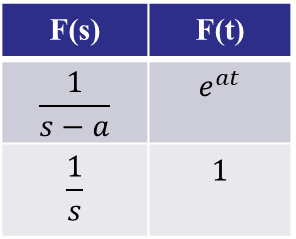 F(s) F(t)
1/(s − a) e^{at}
1/s 1